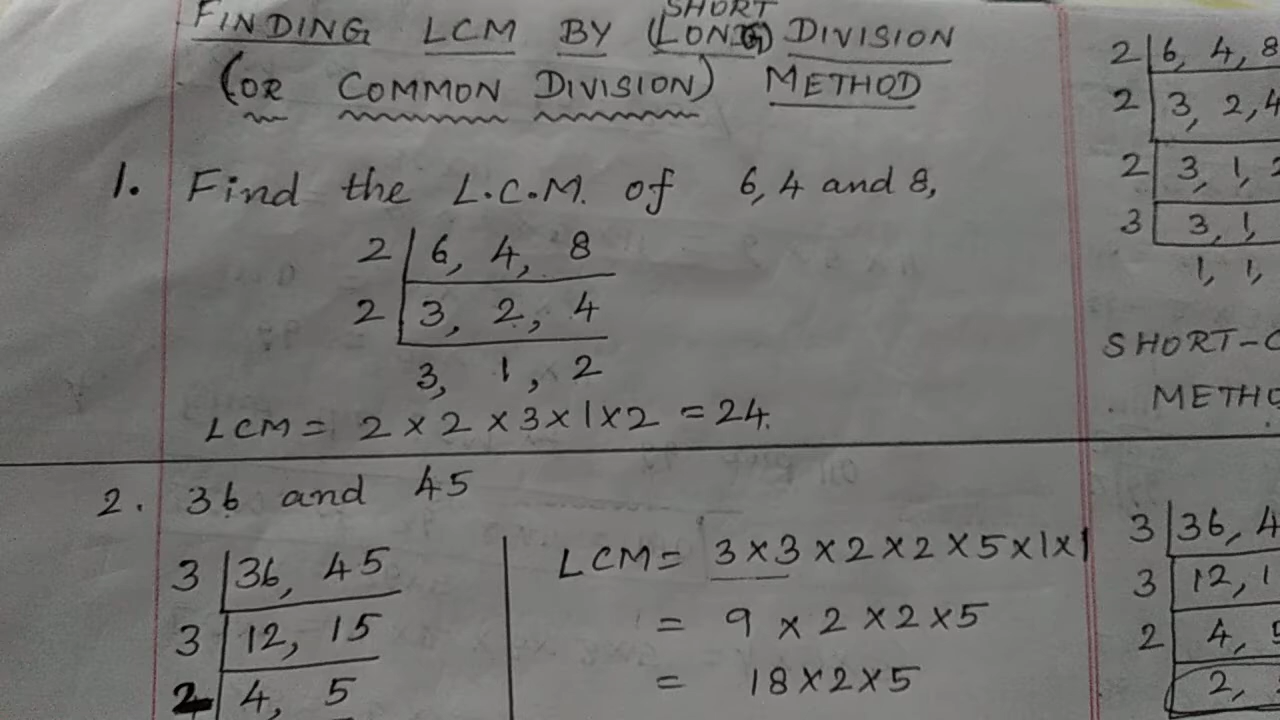 FINDING LCM BY (LONG) SHORT DIVISION
(OR COMMON DIVISION) METHOD
1. Find the L.C.M. of 6, 4 and 8,
2 6, 4, 8
2 3, 2, 4
3, 1, 2
LCM = 2 × 2 × 3 × 1 × 2 = 24.
2. 36 and 45
3 36, 45
3 12, 15
2 4, 5
LCM = 3 × 3 × 2 × 2 × 5 × 1 × 1
= 9 × 2 × 2 × 5
= 18 × 2 × 5
2 6, 4, 8
2 3, 2, 4
2 3, 1,
3 3, 1,
1, 1,
SHORT-
3 36,
3 12,
2 4,
2,